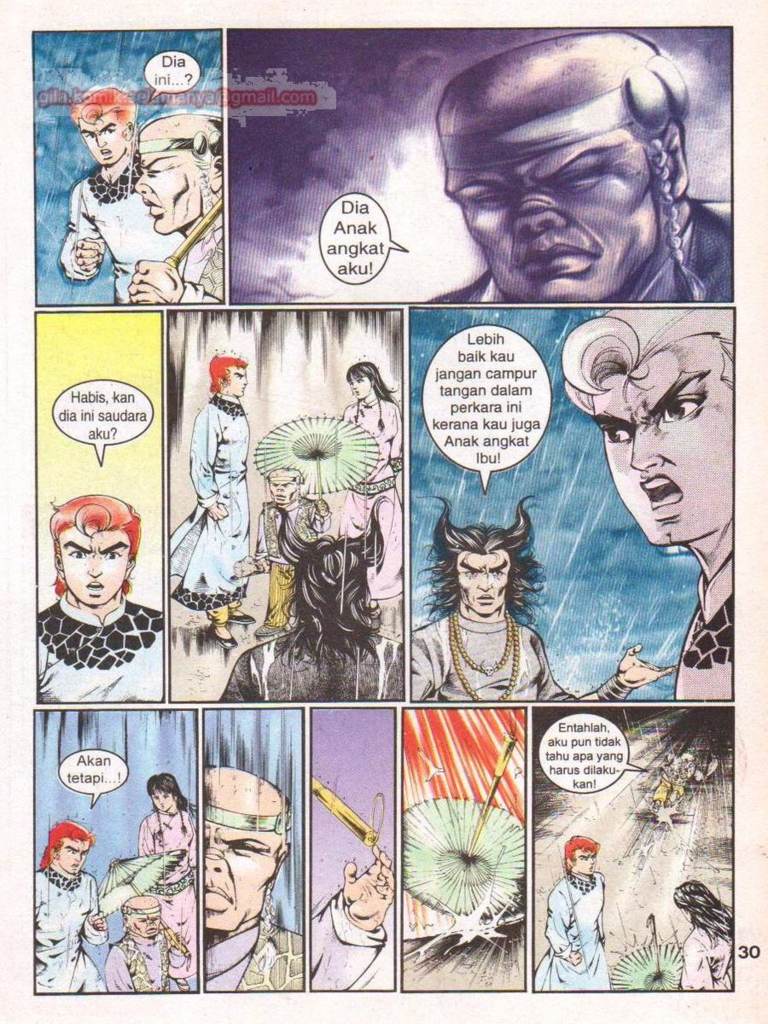 Dia
ini...?
Dia
Anak
angkat
aku!
Habis, kan
dia ini saudara
aku?
Lebih
baik kau
jangan campur
tangan dalam
perkara ini
kerana kau juga
Anak angkat
Ibu!
Akan
tetapi...!
Entahlah,
aku pun tidak
tahu apa yang
harus dilaku-
kan!
30